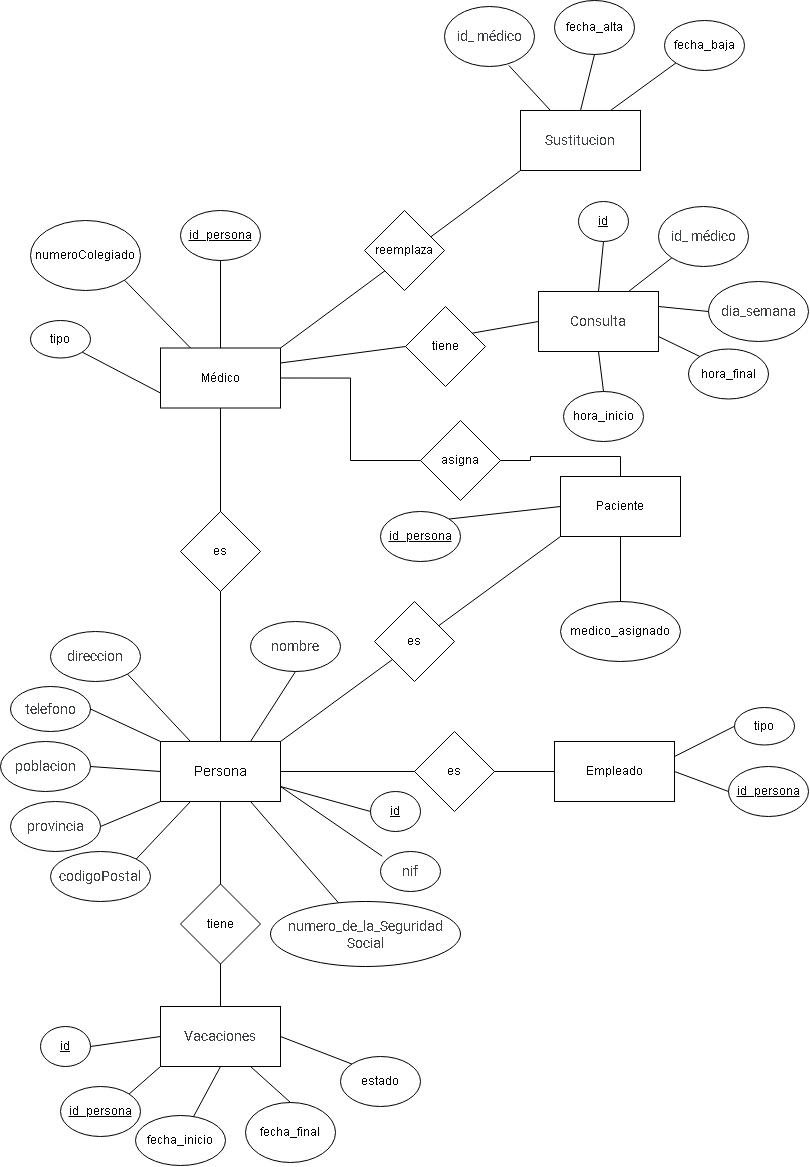 id_ médico
fecha_alta
fecha_baja
Sustitucion
numeroColegiado
id_persona
reemplaza
id
id_ médico
dia_semana
Consulta
tipo
tiene
hora_final
Médico
hora_inicio
asigna
Paciente
id_persona
es
medico_asignado
es
nombre
direccion
telefono
poblacion
Persona
es
Empleado
tipo
id_persona
provincia
id
codigoPostal
nif
tiene
numero_de_la_Seguridad
Social
Vacaciones
id
estado
id_persona
fecha_inicio
fecha_final